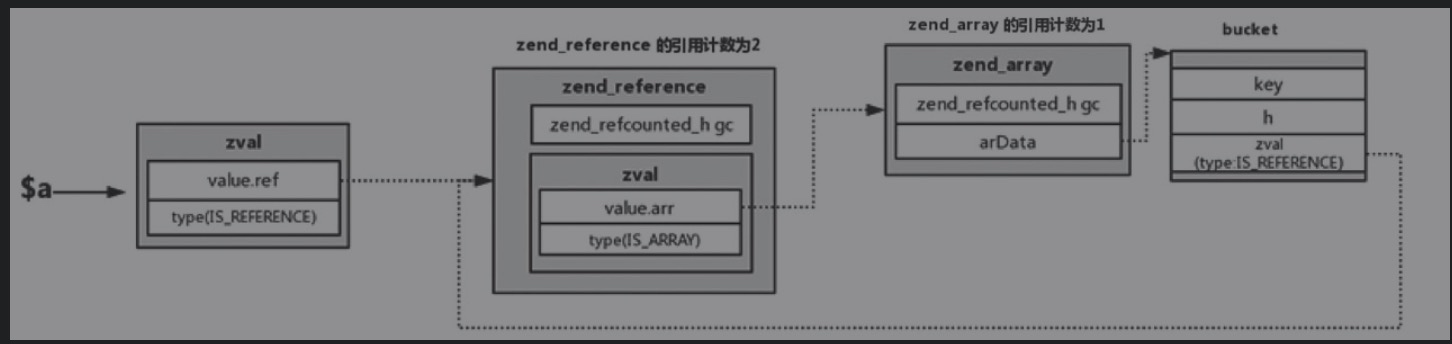 $a
zval
value.ref
type(IS_REFERENCE)
zend_reference 的引用计数为2
zend_reference
zend_refcounted_h gc
zval
value.arr
type(IS_ARRAY)
zend_array 的引用计数为1
zend_array
zend_refcounted_h gc
arData
bucket
key
h
zval
(type:IS_REFERENCE)